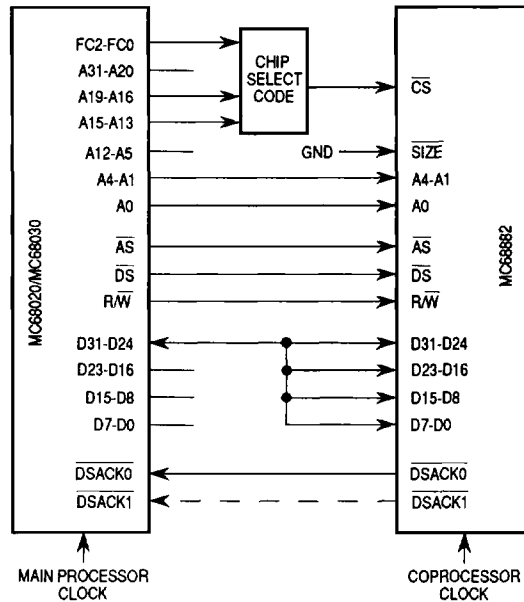 FC2-FC0
A31-A20
A19-A16
A15-A13
A12-A5
A4-A1
A0
AS
DS
R/W
D31-D24
D23-D16
D15-D8
D7-D0
DSACK0
DSACK1
MC68020/MC68030
MAIN PROCESSOR
CLOCK
CHIP
SELECT
CODE
GND
CS
SIZE
A4-A1
A0
AS
DS
R/W
D31-D24
D23-D16
D15-D8
D7-D0
DSACK0
DSACK1
MC68882
COPROCESSOR
CLOCK